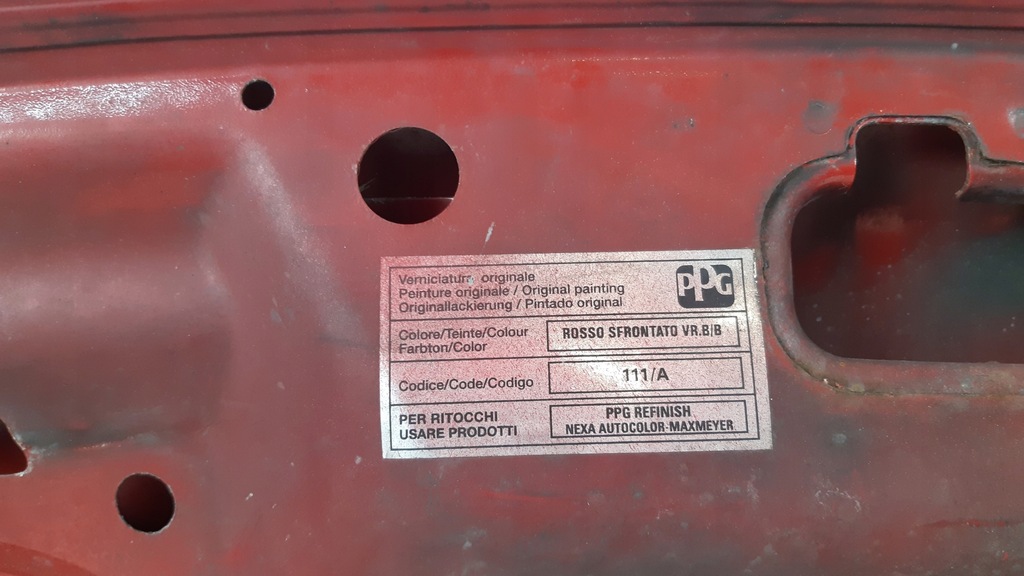 Verniciatura originale
Peinture originale / Original painting
Originallackierung / Pintado original
PPG
Colore/Teinte/Colour
Farbton/Color
ROSSO SFRONTATO VR.B/B
Codice/Code/Codigo
111/A
PER RITOCCHI
USARE PRODOTTI
PPG REFINISH
NEXA AUTOCOLOR-MAXMEYER